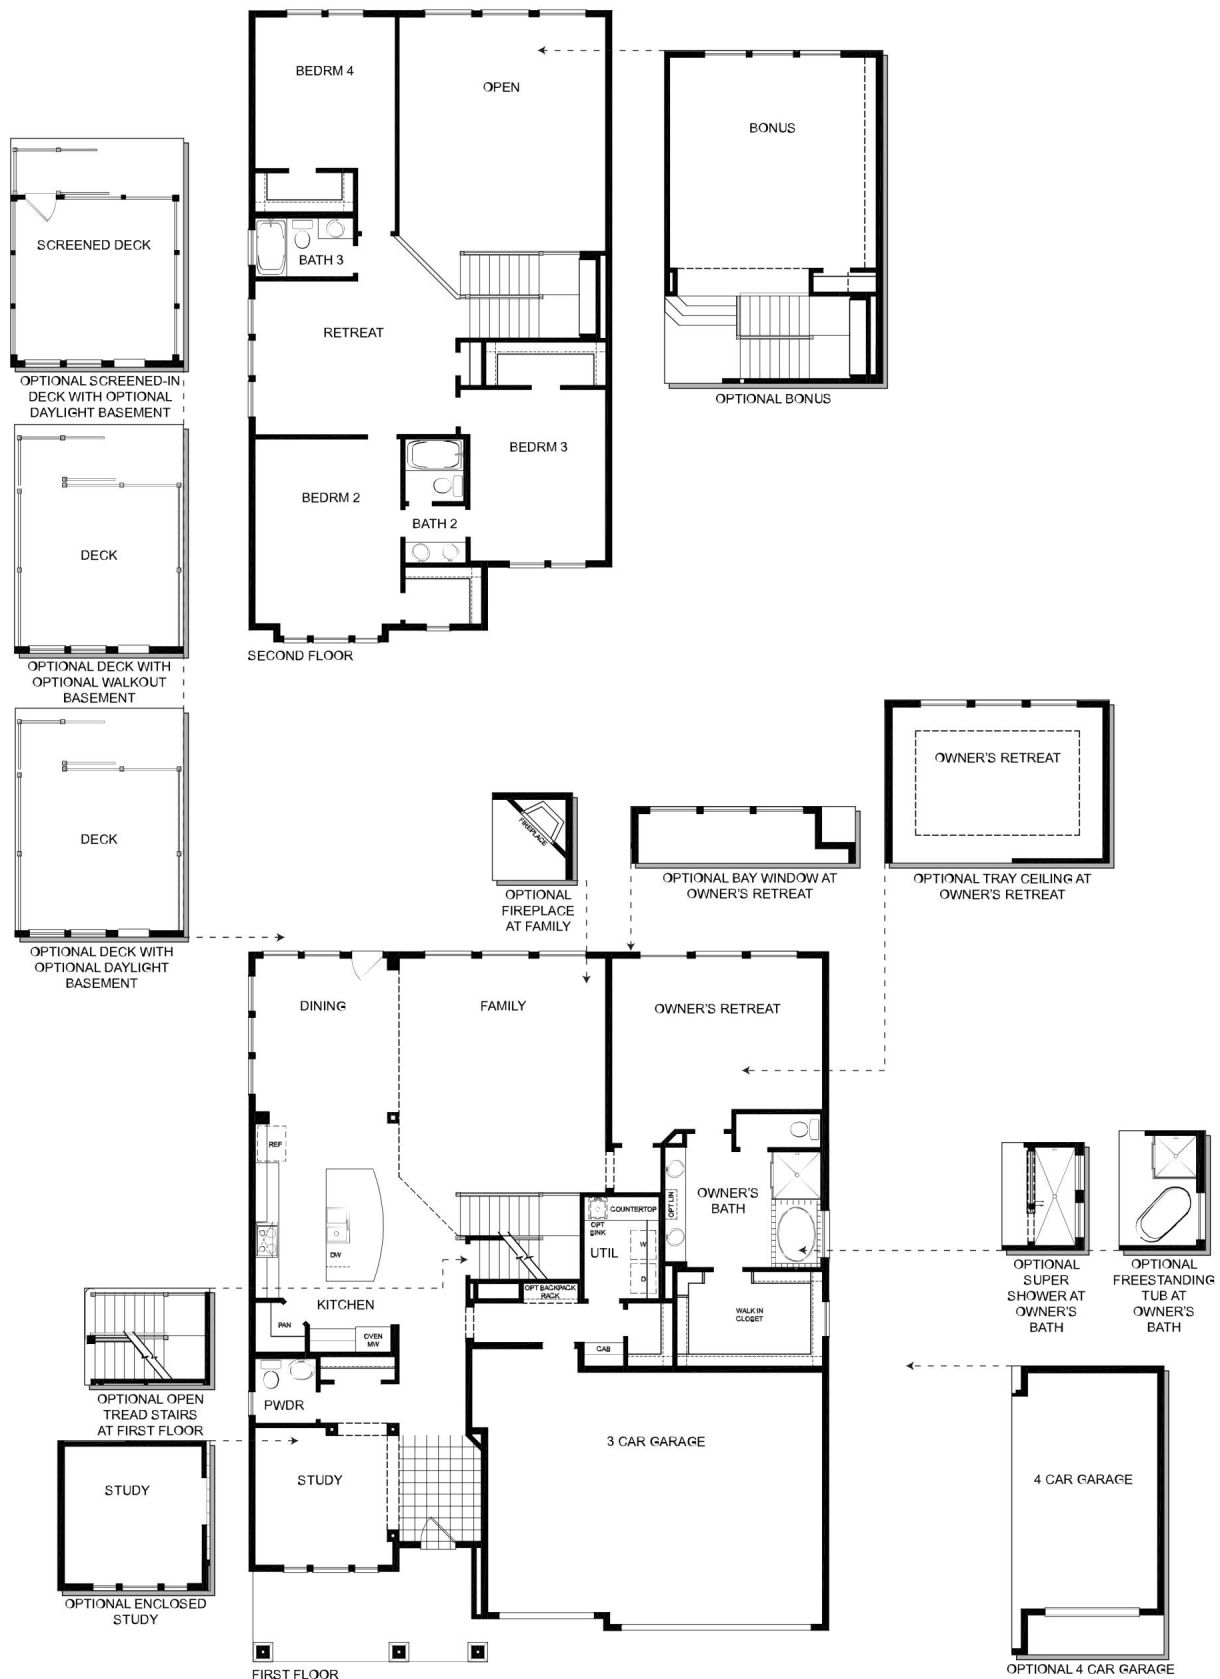 BEDRM 4
OPEN
BATH 3
RETREAT
BEDRM 3
BEDRM 2
BATH 2
SECOND FLOOR
BONUS
OPTIONAL BONUS
SCREENED DECK
OPTIONAL SCREENED-IN
DECK WITH OPTIONAL
DAYLIGHT BASEMENT
DECK
OPTIONAL DECK WITH
OPTIONAL WALKOUT
BASEMENT
DECK
OPTIONAL DECK WITH
OPTIONAL DAYLIGHT
BASEMENT
FIREPLACE
OPTIONAL
FIREPLACE
AT FAMILY
OPTIONAL BAY WINDOW AT
OWNER'S RETREAT
OWNER'S RETREAT
OPTIONAL TRAY CEILING AT
OWNER'S RETREAT
DINING
FAMILY
OWNER'S RETREAT
REF
DW
KITCHEN
PAN
OVEN
MW
COUNTERTOP
OPT
SINK
UTIL
W
D
OPT BACKPACK
RACK
CAB
OPT LIN
OWNER'S
BATH
WALK IN
CLOSET
PWDR
STUDY
3 CAR GARAGE
FIRST FLOOR
OPTIONAL OPEN
TREAD STAIRS
AT FIRST FLOOR
STUDY
OPTIONAL ENCLOSED
STUDY
OPTIONAL
SUPER
SHOWER AT
OWNER'S
BATH
OPTIONAL
FREESTANDING
TUB AT
OWNER'S
BATH
4 CAR GARAGE
OPTIONAL 4 CAR GARAGE